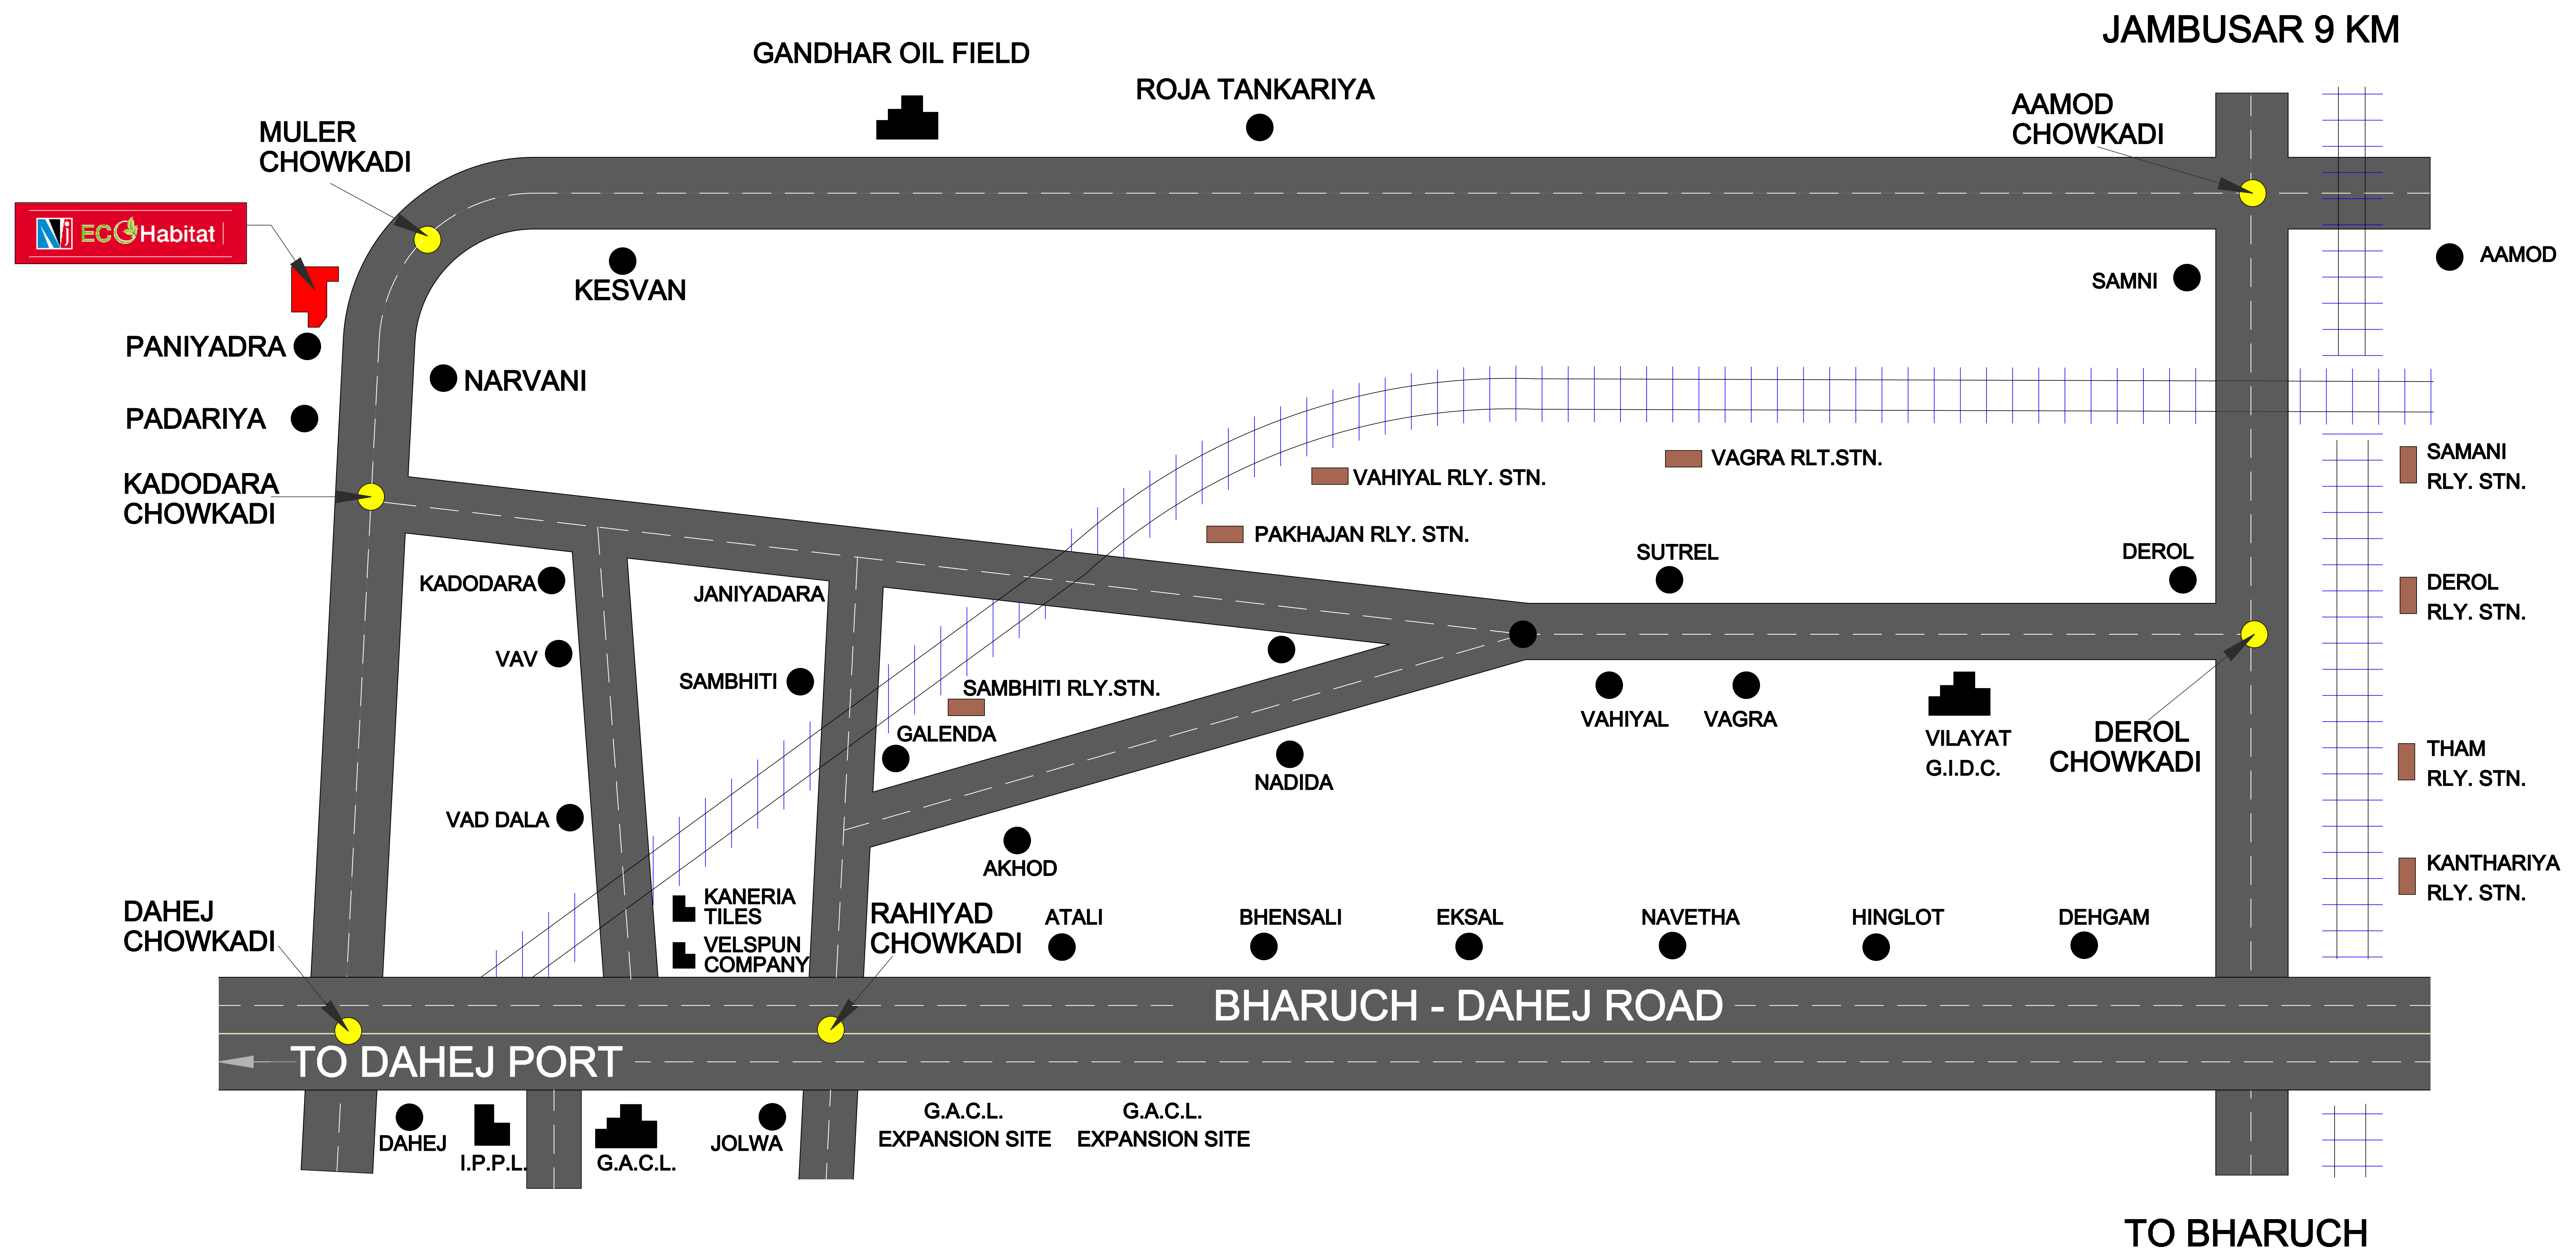 JAMBUSAR 9 KM
GANDHAR OIL FIELD
ROJA TANKARIYA
AAMOD
CHOWKADI
MULER
CHOWKADI
Nj ECO Habitat
KESVAN
SAMNI
AAMOD
PANIYADRA
NARVANI
PADARIYA
KADODARA
CHOWKADI
VAHIYAL RLY. STN.
VAGRA RLT.STN.
SAMANI
RLY. STN.
PAKHAJAN RLY. STN.
KADODARA
JANIYADARA
SUTREL
DEROL
DEROL
RLY. STN.
VAV
SAMBHITI
SAMBHITI RLY.STN.
GALENDA
VAHIYAL
VAGRA
VILAYAT
G.I.D.C.
DEROL
CHOWKADI
THAM
RLY. STN.
NADIDA
VAD DALA
AKHOD
KANTHARIYA
RLY. STN.
DAHEJ
CHOWKADI
KANERIA
TILES
VELSPUN
COMPANY
RAHIYAD
CHOWKADI
ATALI
BHENSALI
EKSAL
NAVETHA
HINGLOT
DEHGAM
BHARUCH - DAHEJ ROAD
TO DAHEJ PORT
DAHEJ
I.P.P.L.
G.A.C.L.
JOLWA
G.A.C.L.
EXPANSION SITE
G.A.C.L.
EXPANSION SITE
TO BHARUCH